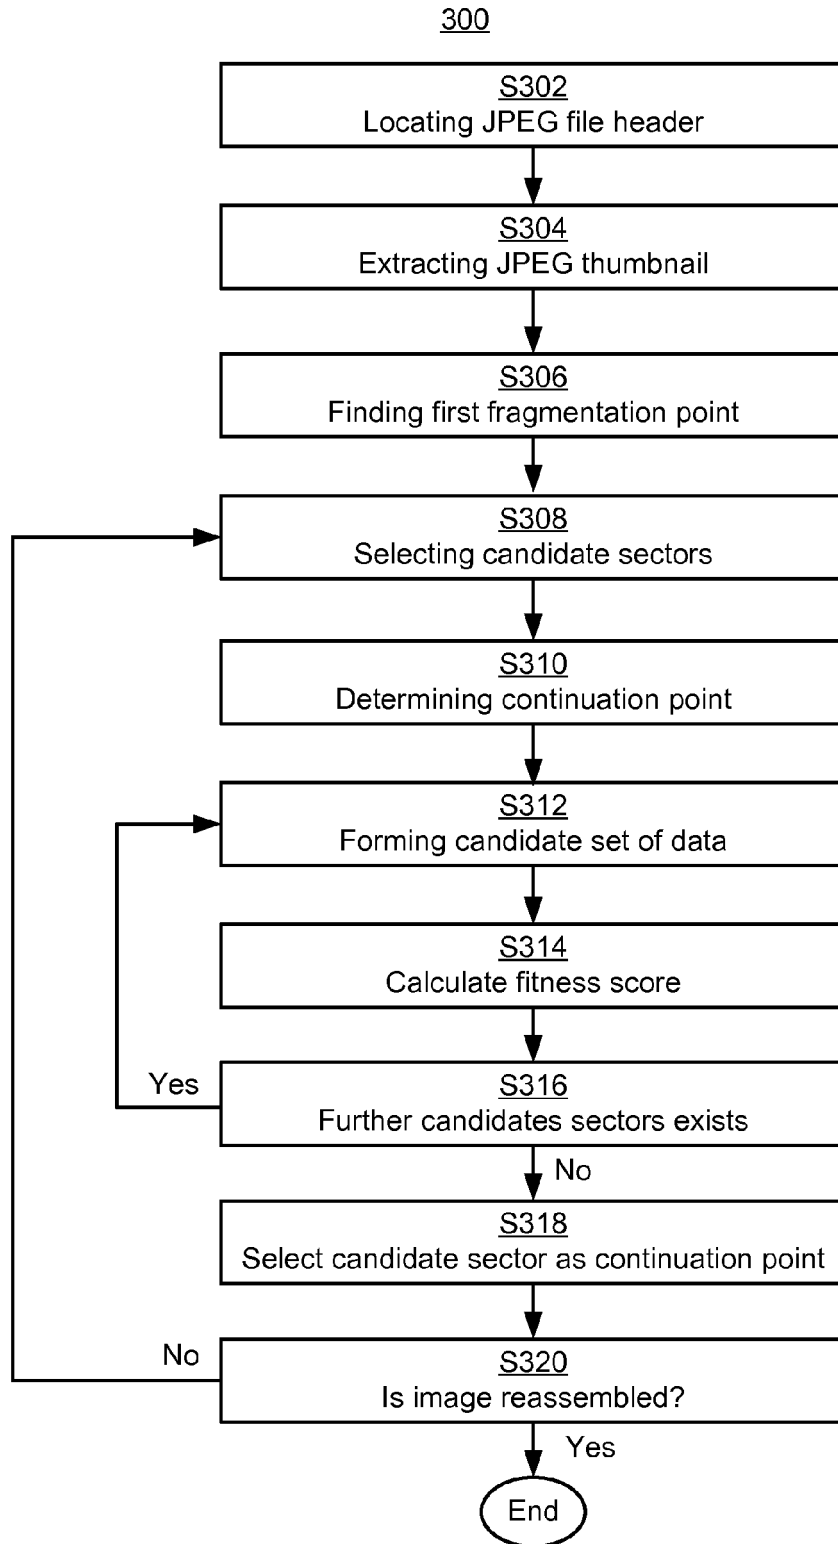 300
S302
Locating JPEG file header
S304
Extracting JPEG thumbnail
S306
Finding first fragmentation point
S308
Selecting candidate sectors
S310
Determining continuation point
S312
Forming candidate set of data
S314
Calculate fitness score
Yes
S316
Further candidates sectors exists
No
S318
Select candidate sector as continuation point
No
S320
Is image reassembled?
Yes
End